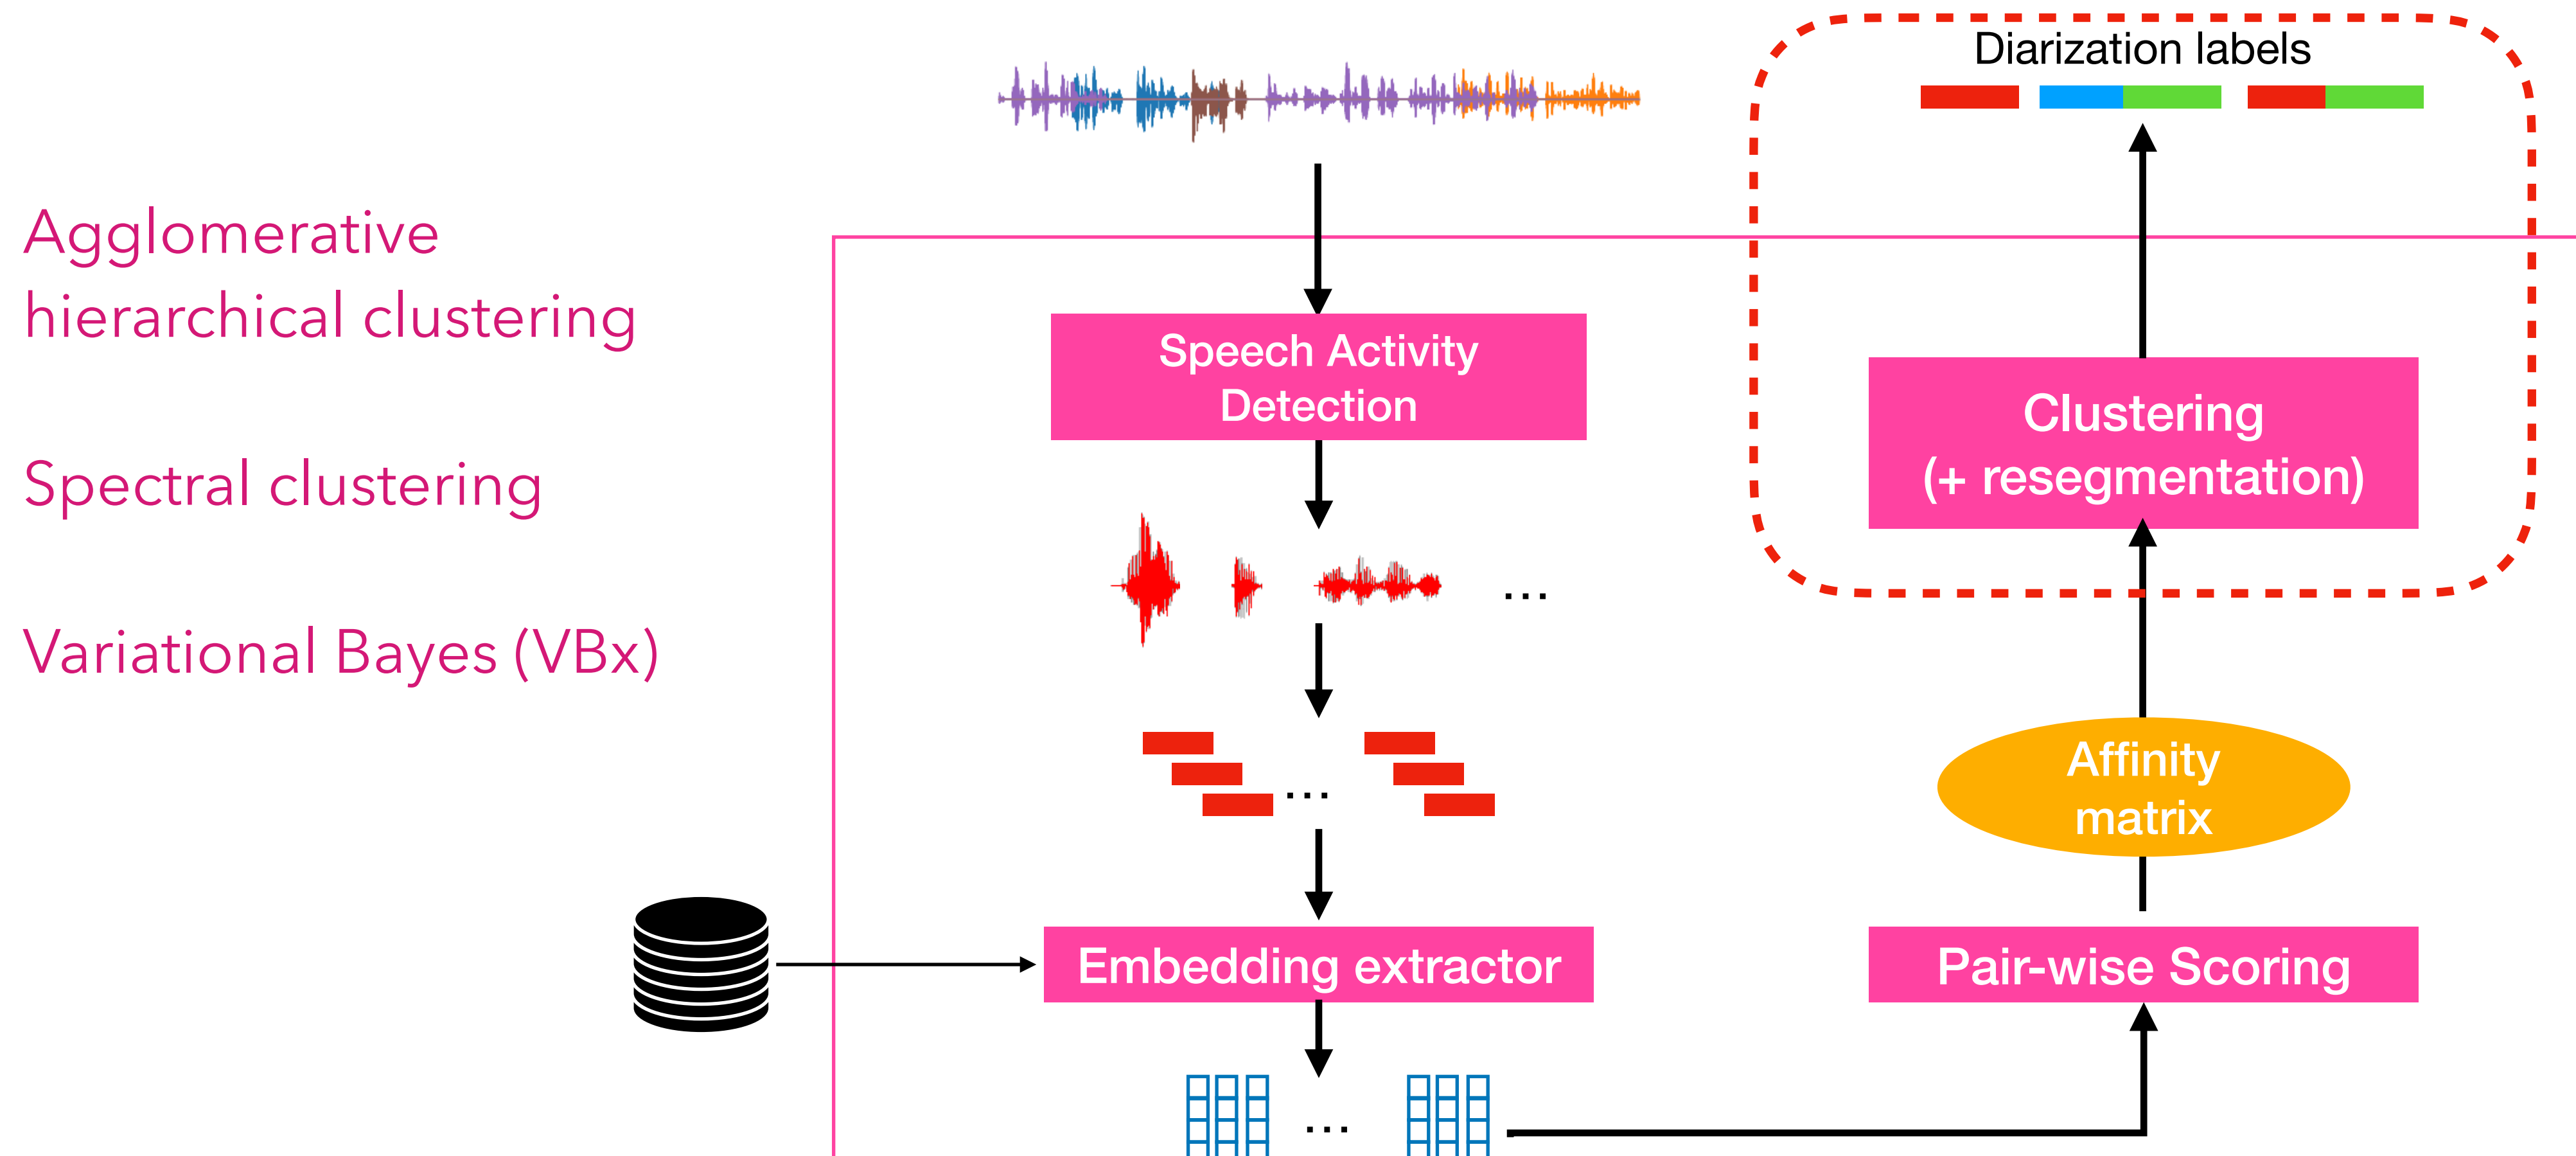 Agglomerative
hierarchical clustering
Spectral clustering
Variational Bayes (VBx)
Speech Activity
Detection
...
...
Embedding extractor
...
Diarization labels
Clustering
(+ resegmentation)
Affinity
matrix
Pair-wise Scoring